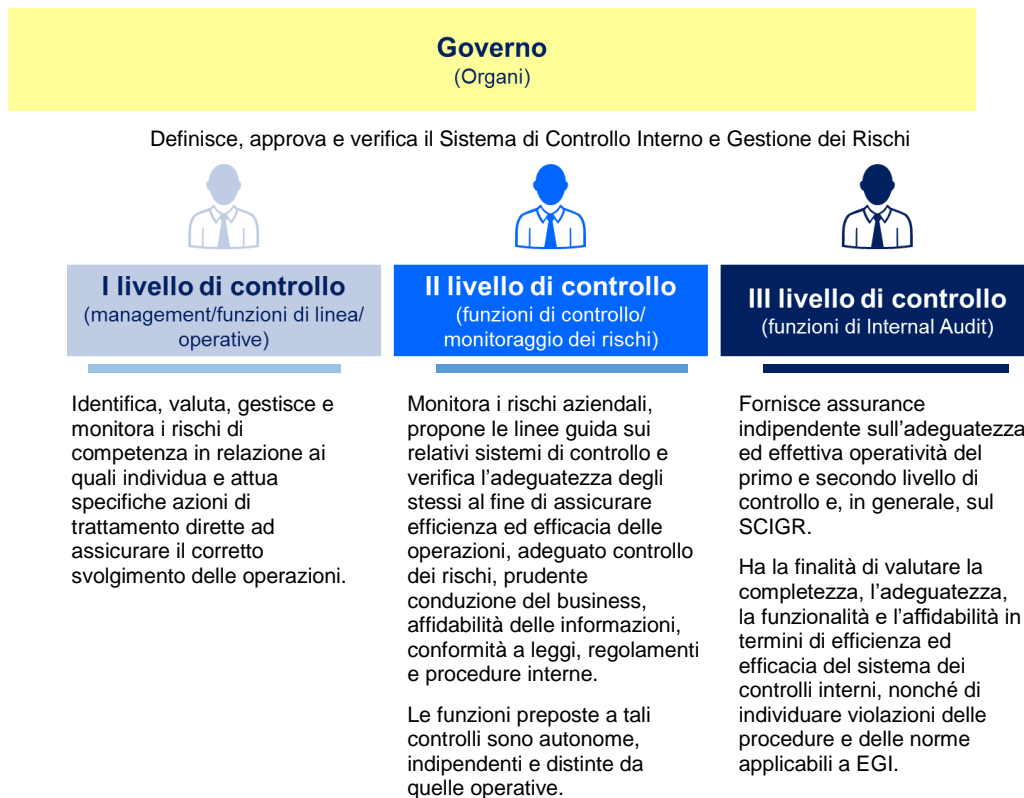 Governo
(Organi)
Definisce, approva e verifica il Sistema di Controllo Interno e Gestione dei Rischi
I livello di controllo
(management/funzioni di linea/
operative)
Identifica, valuta, gestisce e
monitora i rischi di
competenza in relazione ai
quali individua e attua
specifiche azioni di
trattamento dirette ad
assicurare il corretto
svolgimento delle operazioni.
II livello di controllo
(funzioni di controllo/
monitoraggio dei rischi)
Monitora i rischi aziendali,
propone le linee guida sui
relativi sistemi di controllo e
verifica l’adeguatezza degli
stessi al fine di assicurare
efficienza ed efficacia delle
operazioni, adeguato controllo
dei rischi, prudente
conduzione del business,
affidabilità delle informazioni,
conformità a leggi, regolamenti
e procedure interne.
Le funzioni preposte a tali
controlli sono autonome,
indipendenti e distinte da
quelle operative.
III livello di controllo
(funzioni di Internal Audit)
Fornisce assurance
indipendente sull’adeguatezza
ed effettiva operatività del
primo e secondo livello di
controllo e, in generale, sul
SCIGR.
Ha la finalità di valutare la
completezza, l’adeguatezza,
la funzionalità e l’affidabilità in
termini di efficienza ed
efficacia del sistema dei
controlli interni, nonché di
individuare violazioni delle
procedure e delle norme
applicabili a EGI.